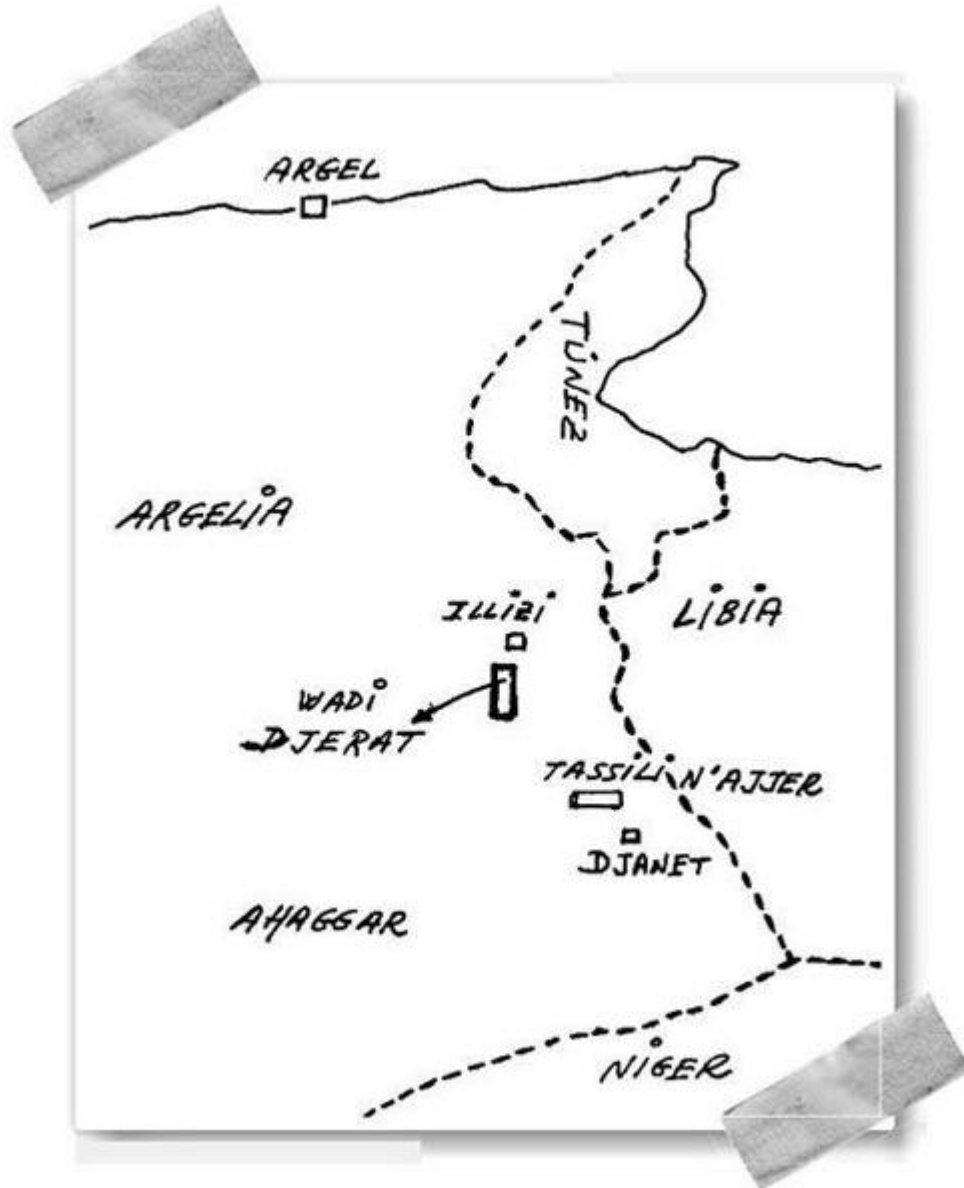 ARGEL
TÚNEZ
ARGELIA
ILLIZI
LIBIA
WADI
DJERAT
TASSILI N'AJJER
DJANET
AHAGGAR
NIGER